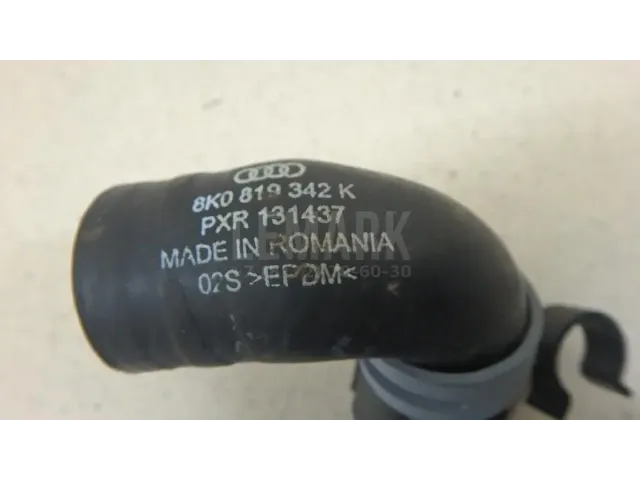 8K0 819 342 K
PXR 131437
MADE IN ROMANIA
02S >EPDM<